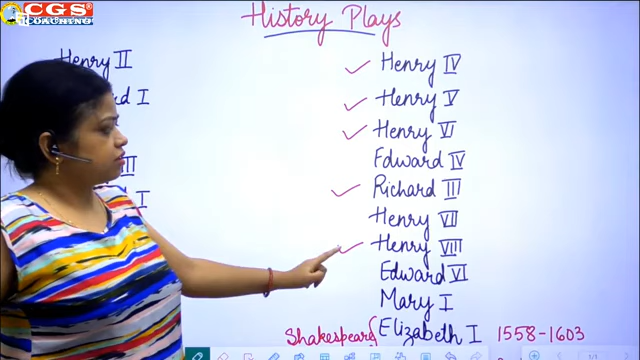 CGS
COACHING
History Plays
Henry II
I
III
I
Henry IV
Henry V
Henry VI
Edward IV
Richard III
Henry VII
Henry VIII
Edward VI
Mary I
Shakespeare { Elizabeth I 1558-1603